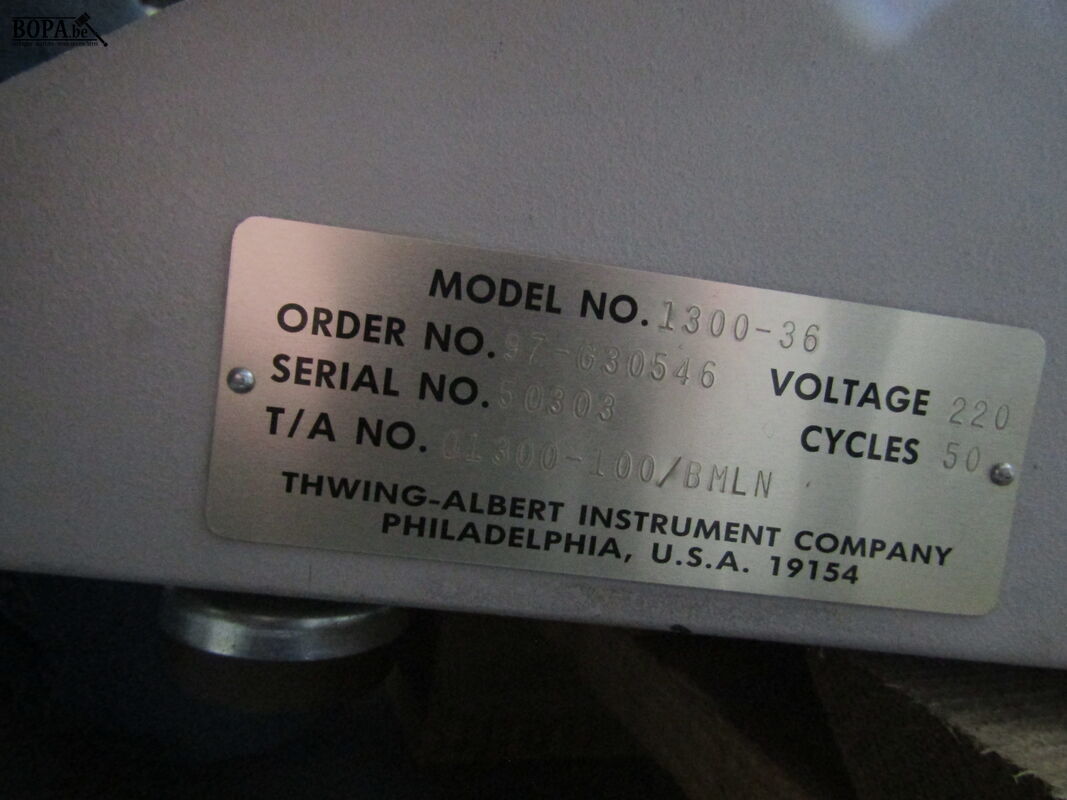 BOPA.be
MODEL NO. 1300-36
ORDER NO. 97-G30546
VOLTAGE 220
SERIAL NO. 50303
CYCLES 50
T/A NO. Q1300-100/BMLN
THWING-ALBERT INSTRUMENT COMPANY
PHILADELPHIA, U.S.A. 19154